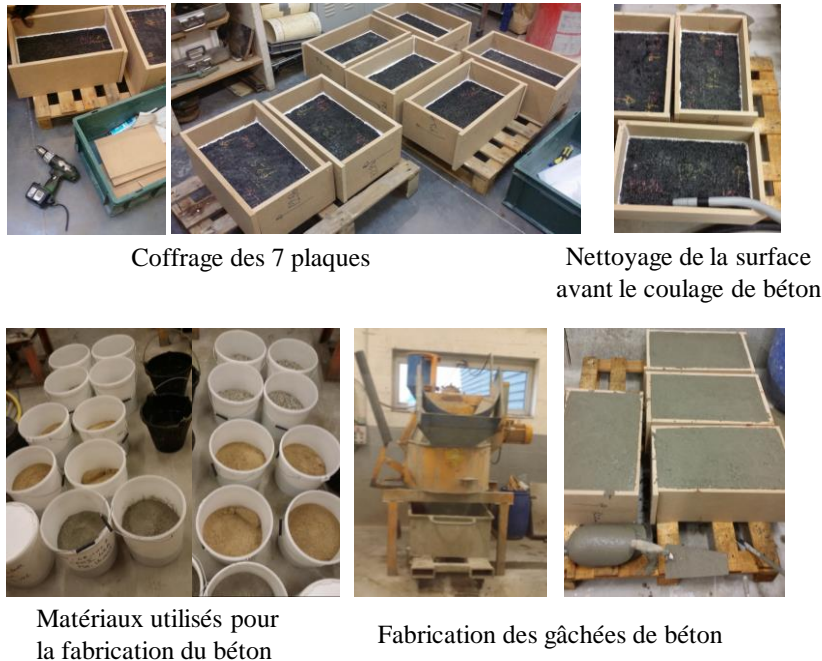 Coffrage des 7 plaques
Nettoyage de la surface
avant le coulage de béton
Matériaux utilisés pour
la fabrication du béton
Fabrication des gâchées de béton